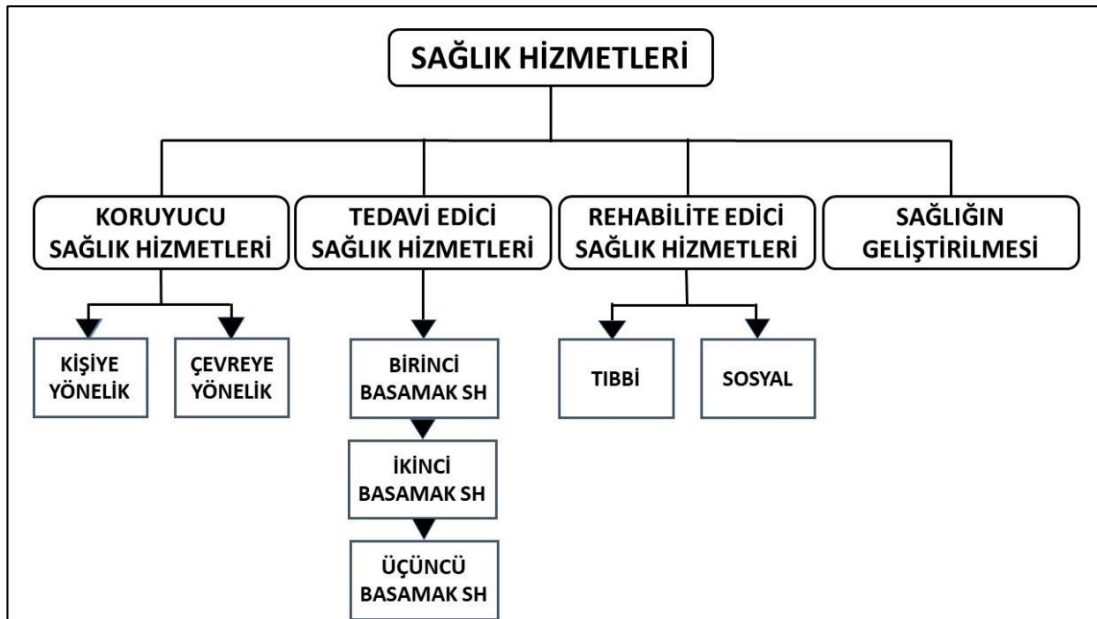 SAĞLIK HİZMETLERİ
KORUYUCU
SAĞLIK HİZMETLERİ
TEDAVİ EDİCİ
SAĞLIK HİZMETLERİ
REHABİLİTE EDİCİ
SAĞLIK HİZMETLERİ
SAĞLIĞIN
GELİŞTİRİLMESİ
KİŞİYE
YÖNELİK
ÇEVREYE
YÖNELİK
BİRİNCİ
BASAMAK SH
TIBBİ
SOSYAL
İKİNCİ
BASAMAK SH
ÜÇÜNCÜ
BASAMAK SH